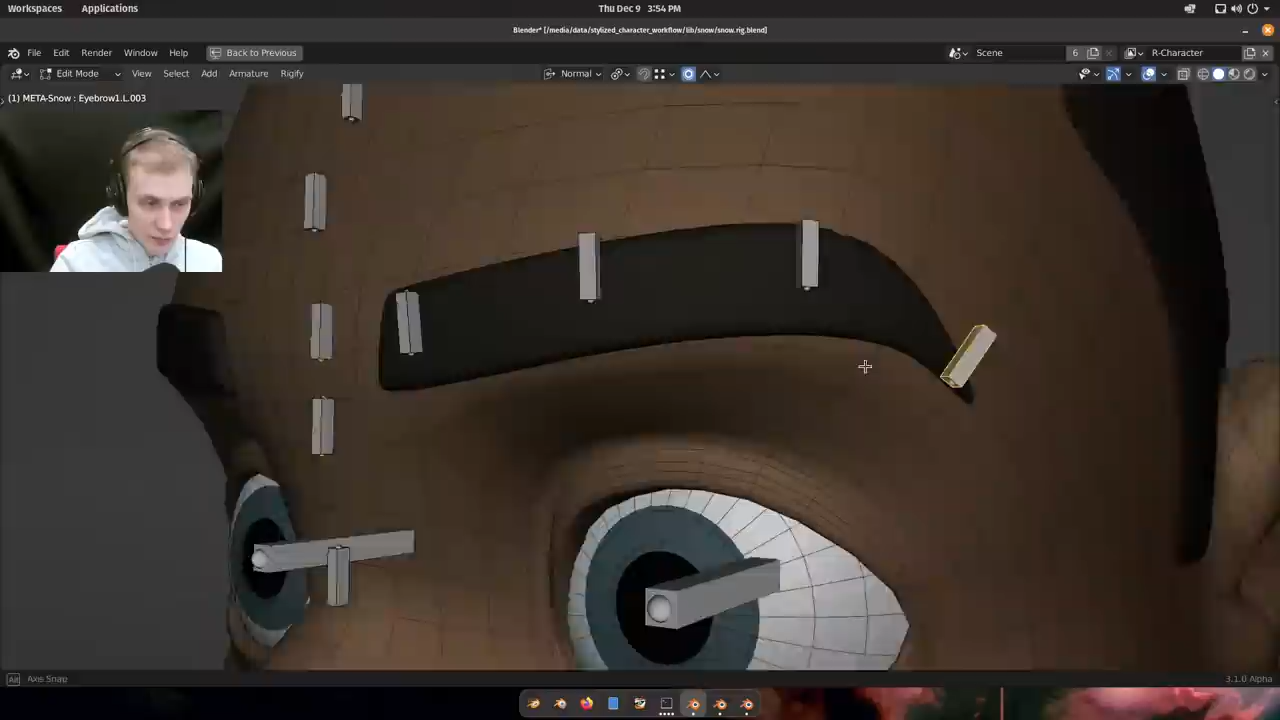 Workspaces Applications Thu Dec 9 3:54 PM
Blender* [/media/data/stylized_character_workflow/lib/snow/snow.rig.blend]
File Edit Render Window Help Back to Previous Scene 6 R-Character
Edit Mode View Select Add Armature Rigify Normal
(1) META-Snow : Eyebrow1.L.003
Alt Axis Snap 3.1.0 Alpha